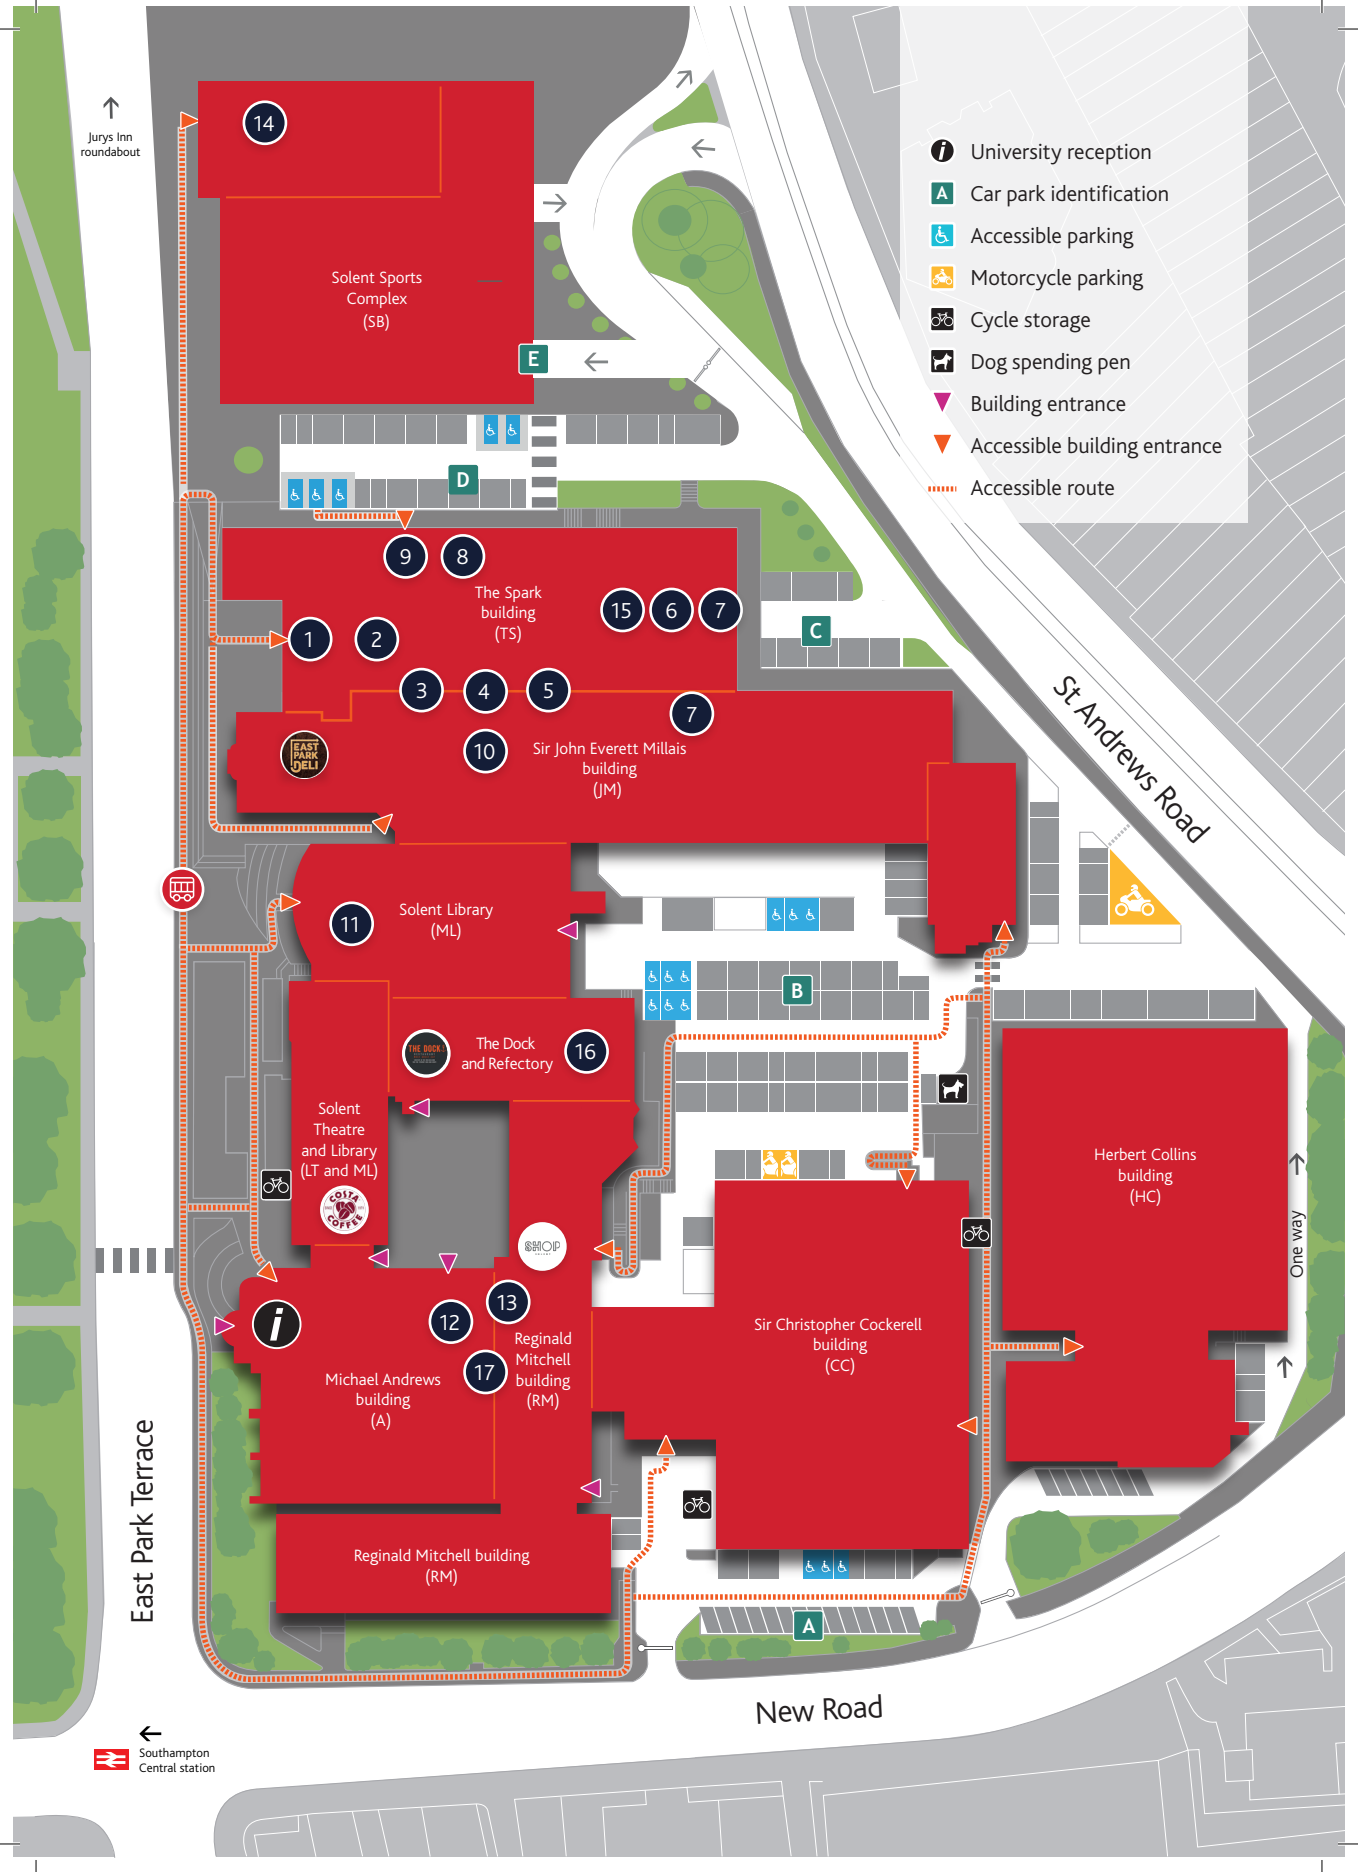 Jurys Inn
roundabout
14
University reception
A
Car park identification
Accessible parking
Motorcycle parking
Cycle storage
Dog spending pen
Building entrance
Accessible building entrance
Accessible route
Solent Sports
Complex
(SB)
E
D
9
8
The Spark
building
(TS)
15
6
7
1
2
C
3
4
5
7
10
EAST
PARK
DELI
Sir John Everett Millais
building
(JM)
St Andrews Road
Solent Library
(ML)
11
B
THE DOCK
The Dock
and Refectory
16
Solent
Theatre
and Library
(LT and ML)
COSTA
COFFEE
Herbert Collins
building
(HC)
One way
SHOP
i
12
13
17
Reginald
Mitchell
building
(RM)
Michael Andrews
building
(A)
Sir Christopher Cockerell
building
(CC)
East Park Terrace
Reginald Mitchell building
(RM)
A
New Road
Southampton
Central station